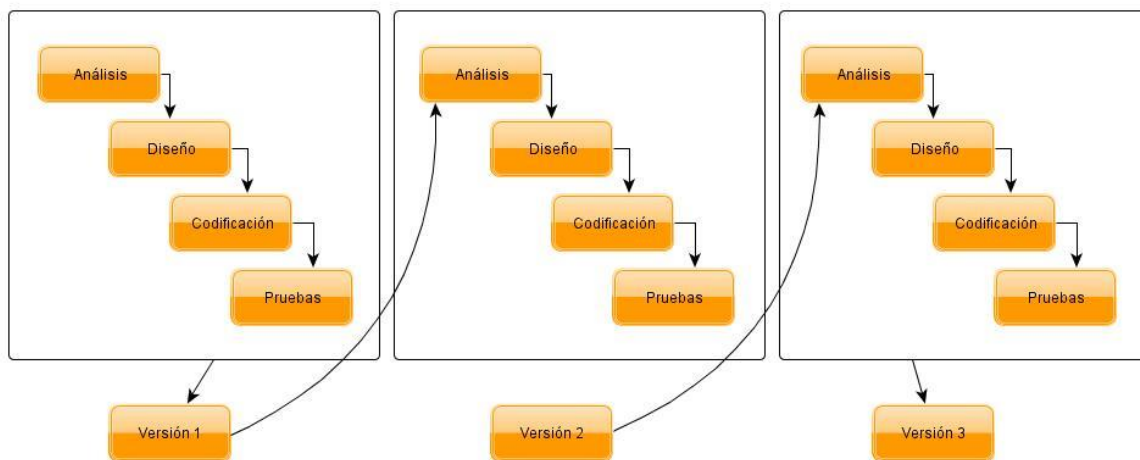 Análisis
Diseño
Codificación
Pruebas
Versión 1
Análisis
Diseño
Codificación
Pruebas
Versión 2
Análisis
Diseño
Codificación
Pruebas
Versión 3